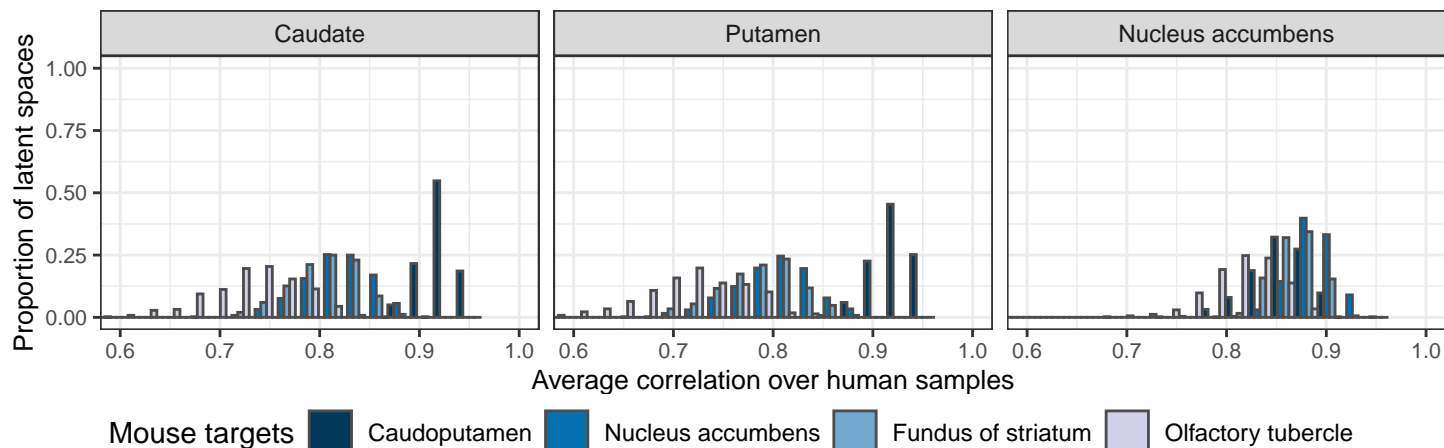 Caudate Putamen Nucleus accumbens
Proportion of latent spaces
1.00
0.75
0.50
0.25
0.00
0.6 0.7 0.8 0.9 1.0 0.6 0.7 0.8 0.9 1.0 0.6 0.7 0.8 0.9 1.0
Average correlation over human samples
Mouse targets Caudoputamen Nucleus accumbens Fundus of striatum Olfactory tubercle